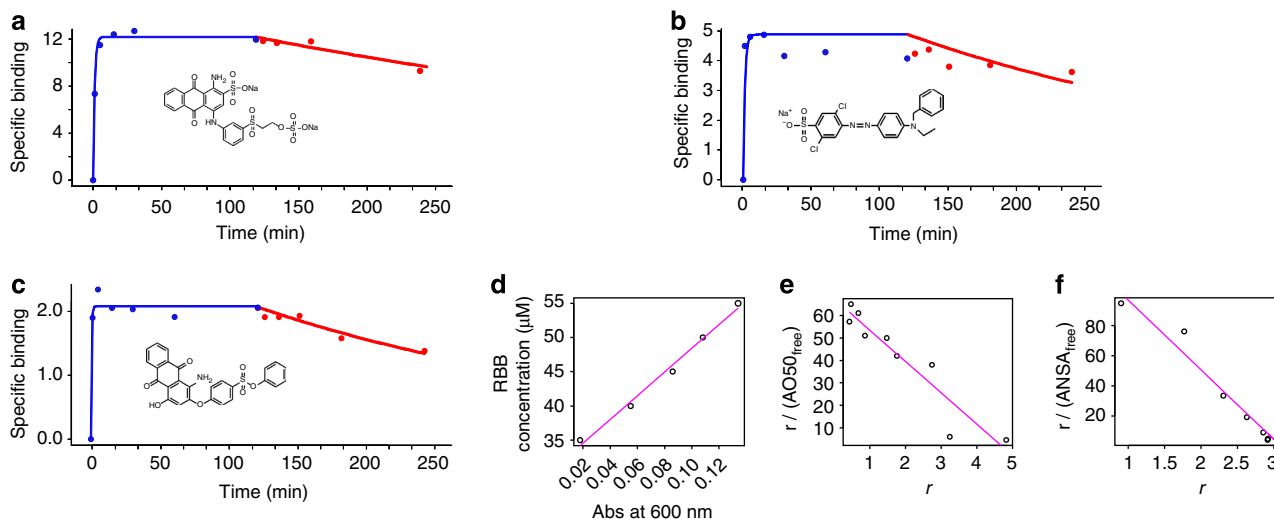 a
Specific binding
12
8
4
0
NH2
O
O
O
S
ONa
O
HN
O
S
O
O
O
S
ONa
O
0 50 100 150 200 250
Time (min)
b
Specific binding
5
4
3
2
1
0
Na+
O
−O
S
O
Cl
Cl
N=N
N
0 50 100 150 200 250
Time (min)
c
Specific binding
2.0
1.0
0.0
O
O
NH2
OH
O
O
S
O
O
0 50 100 150 200 250
Time (min)
d
RBB
concentration (μM)
55
50
45
40
35
0.02 0.04 0.06 0.08 0.10 0.12
Abs at 600 nm
e
r / (AO50free)
60
50
40
30
20
10
1 2 3 4 5
r
f
r / (ANSAfree)
80
60
40
20
1 1.5 2 2.5 3
r